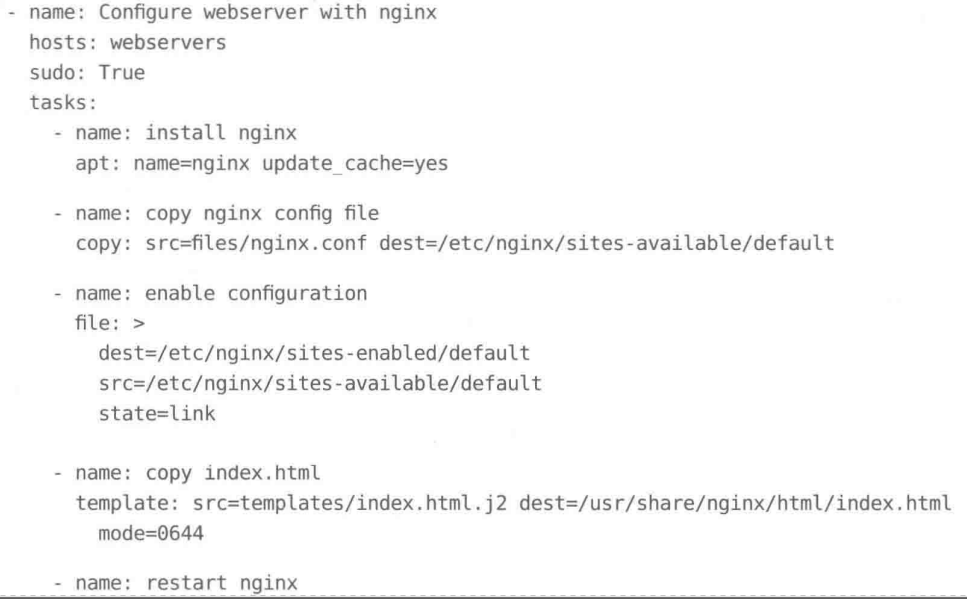 - name: Configure webserver with nginx
  hosts: webservers
  sudo: True
  tasks:
    - name: install nginx
      apt: name=nginx update_cache=yes

    - name: copy nginx config file
      copy: src=files/nginx.conf dest=/etc/nginx/sites-available/default

    - name: enable configuration
      file: >
        dest=/etc/nginx/sites-enabled/default
        src=/etc/nginx/sites-available/default
        state=link

    - name: copy index.html
      template: src=templates/index.html.j2 dest=/usr/share/nginx/html/index.html
        mode=0644

    - name: restart nginx